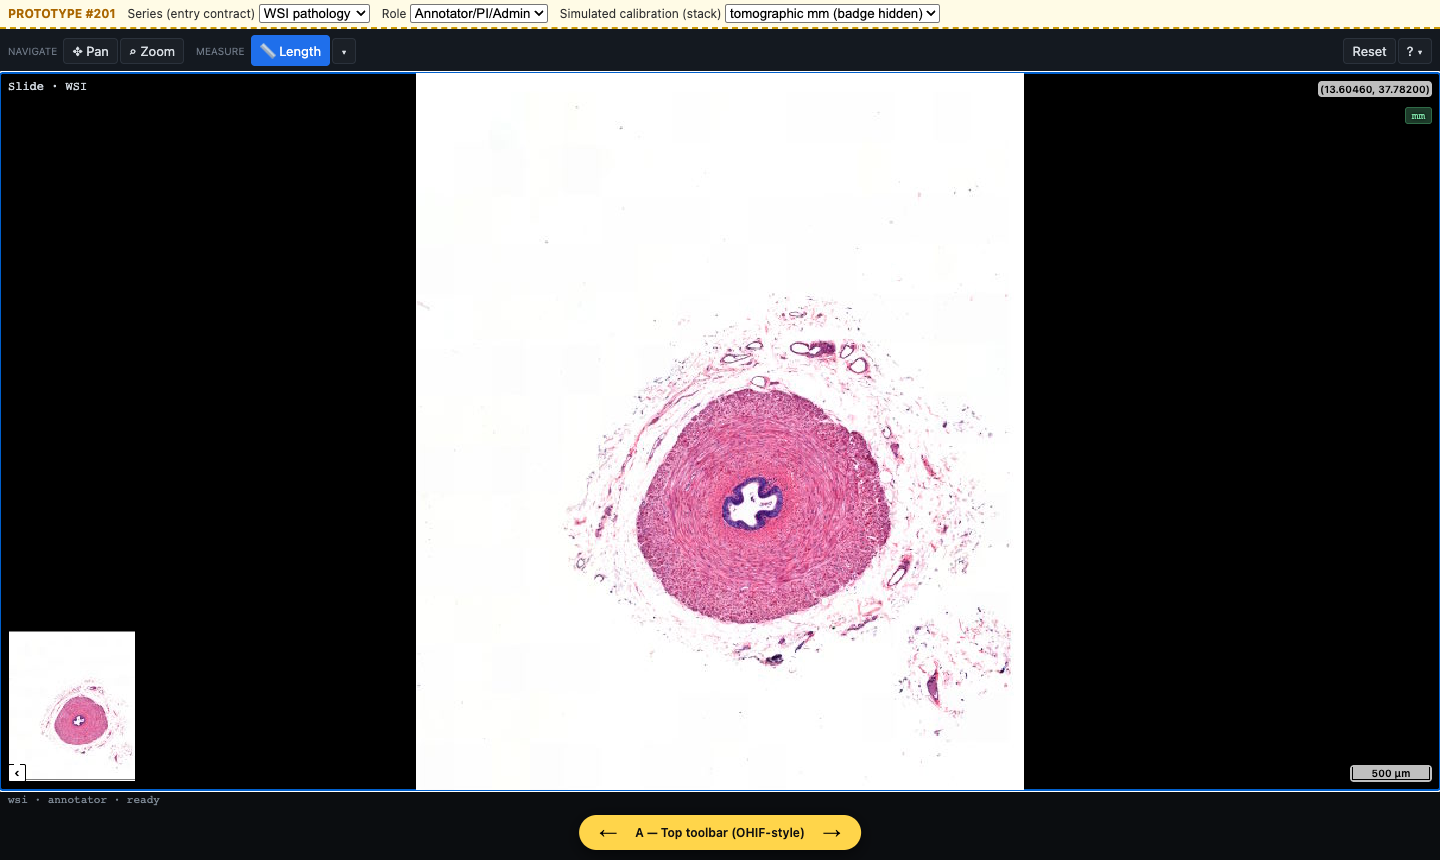 PROTOTYPE #201 Series (entry contract) WSI pathology Role Annotator/PI/Admin Simulated calibration (stack) tomographic mm (badge hidden)
NAVIGATE Pan Zoom MEASURE Length Reset ?
Slide · WSI
(13.60460, 37.78200)
mm
500 µm
wsi · annotator · ready
← A — Top toolbar (OHIF-style) →